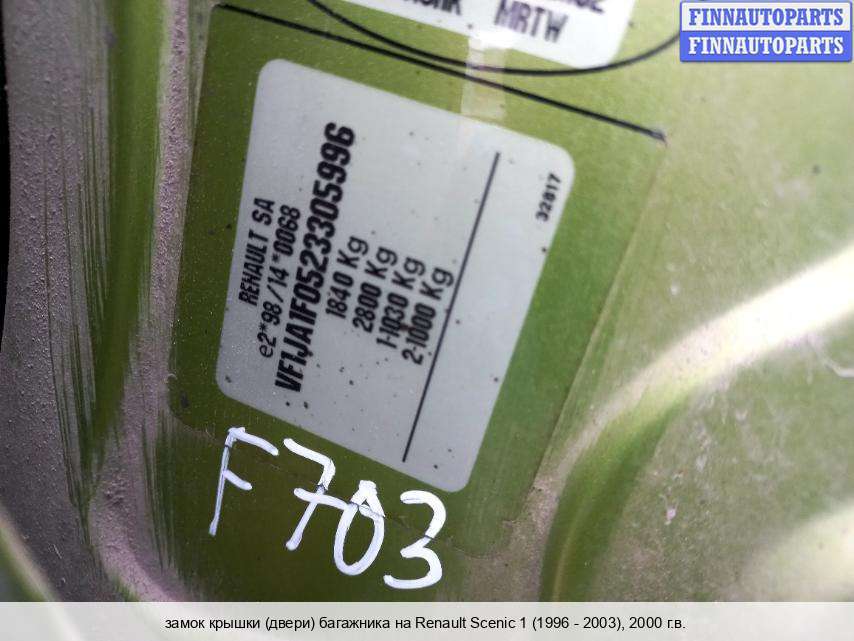 MRTW
FINNAUTOPARTS
FINNAUTOPARTS
RENAULT SA
e2*98/14*0068
VF1JA1F0523305996
1840 Kg
2800 Kg
1-1030 Kg
2-1000 Kg
32817
F703
замок крышки (двери) багажника на Renault Scenic 1 (1996 - 2003), 2000 г.в.